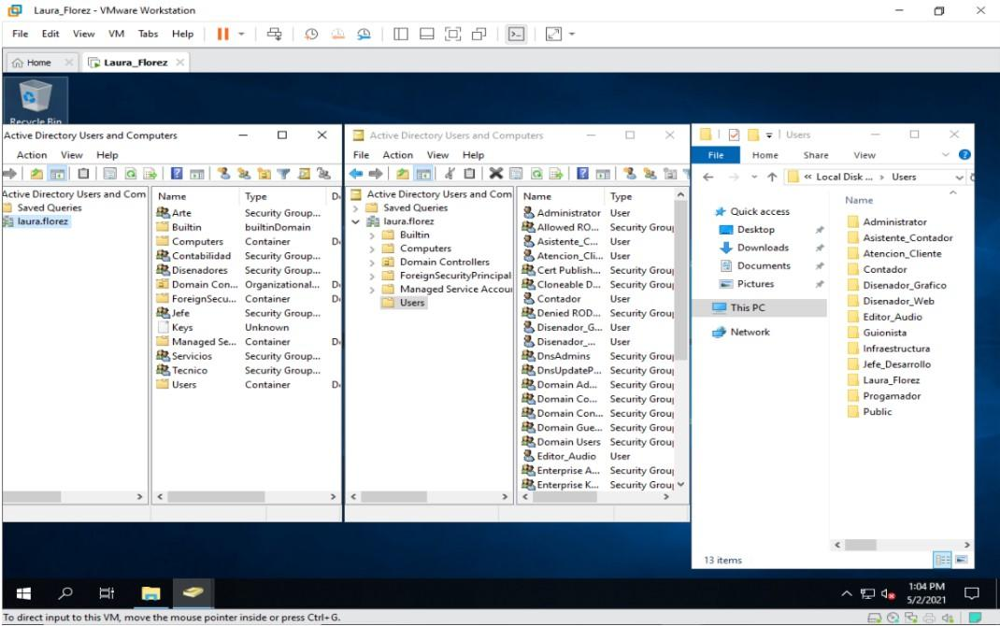 Laura_Florez - VMware Workstation
File Edit View VM Tabs Help
Home
Laura_Florez
Recycle Bin
Active Directory Users and Computers
Action View Help
Active Directory Users and Com
Saved Queries
laura.florez
Name Type D
Arte Security Group...
Builtin builtinDomain
Computers Container D
Contabilidad Security Group...
Disenadores Security Group...
Domain Con... Organizational... D
ForeignSecu... Container D
Jefe Security Group...
Keys Unknown
Managed Se... Container D
Servicios Security Group...
Tecnico Security Group...
Users Container D
Active Directory Users and Computers
File Action View Help
Active Directory Users and Com
Saved Queries
laura.florez
Builtin
Computers
Domain Controllers
ForeignSecurityPrincipal
Managed Service Accou
Users
Name Type
Administrator User
Allowed RO... Security Grou
Asistente_C... User
Atencion_Cli... User
Cert Publish... Security Grou
Cloneable D... Security Grou
Contador User
Denied ROD... Security Grou
Disenador_G... User
Disenador_... User
DnsAdmins Security Grou
DnsUpdateP... Security Grou
Domain Ad... Security Grou
Domain Co... Security Grou
Domain Con... Security Grou
Domain Gue... Security Grou
Domain Users Security Grou
Editor_Audio User
Enterprise A... Security Grou
Enterprise K... Security Grou
Users
File Home Share View
« Local Disk ... › Users
Quick access
Desktop
Downloads
Documents
Pictures
This PC
Network
Name
Administrator
Asistente_Contador
Atencion_Cliente
Contador
Disenador_Grafico
Disenador_Web
Editor_Audio
Guionista
Infraestructura
Jefe_Desarrollo
Laura_Florez
Progamador
Public
13 items
1:04 PM
5/2/2021
To direct input to this VM, move the mouse pointer inside or press Ctrl+G.